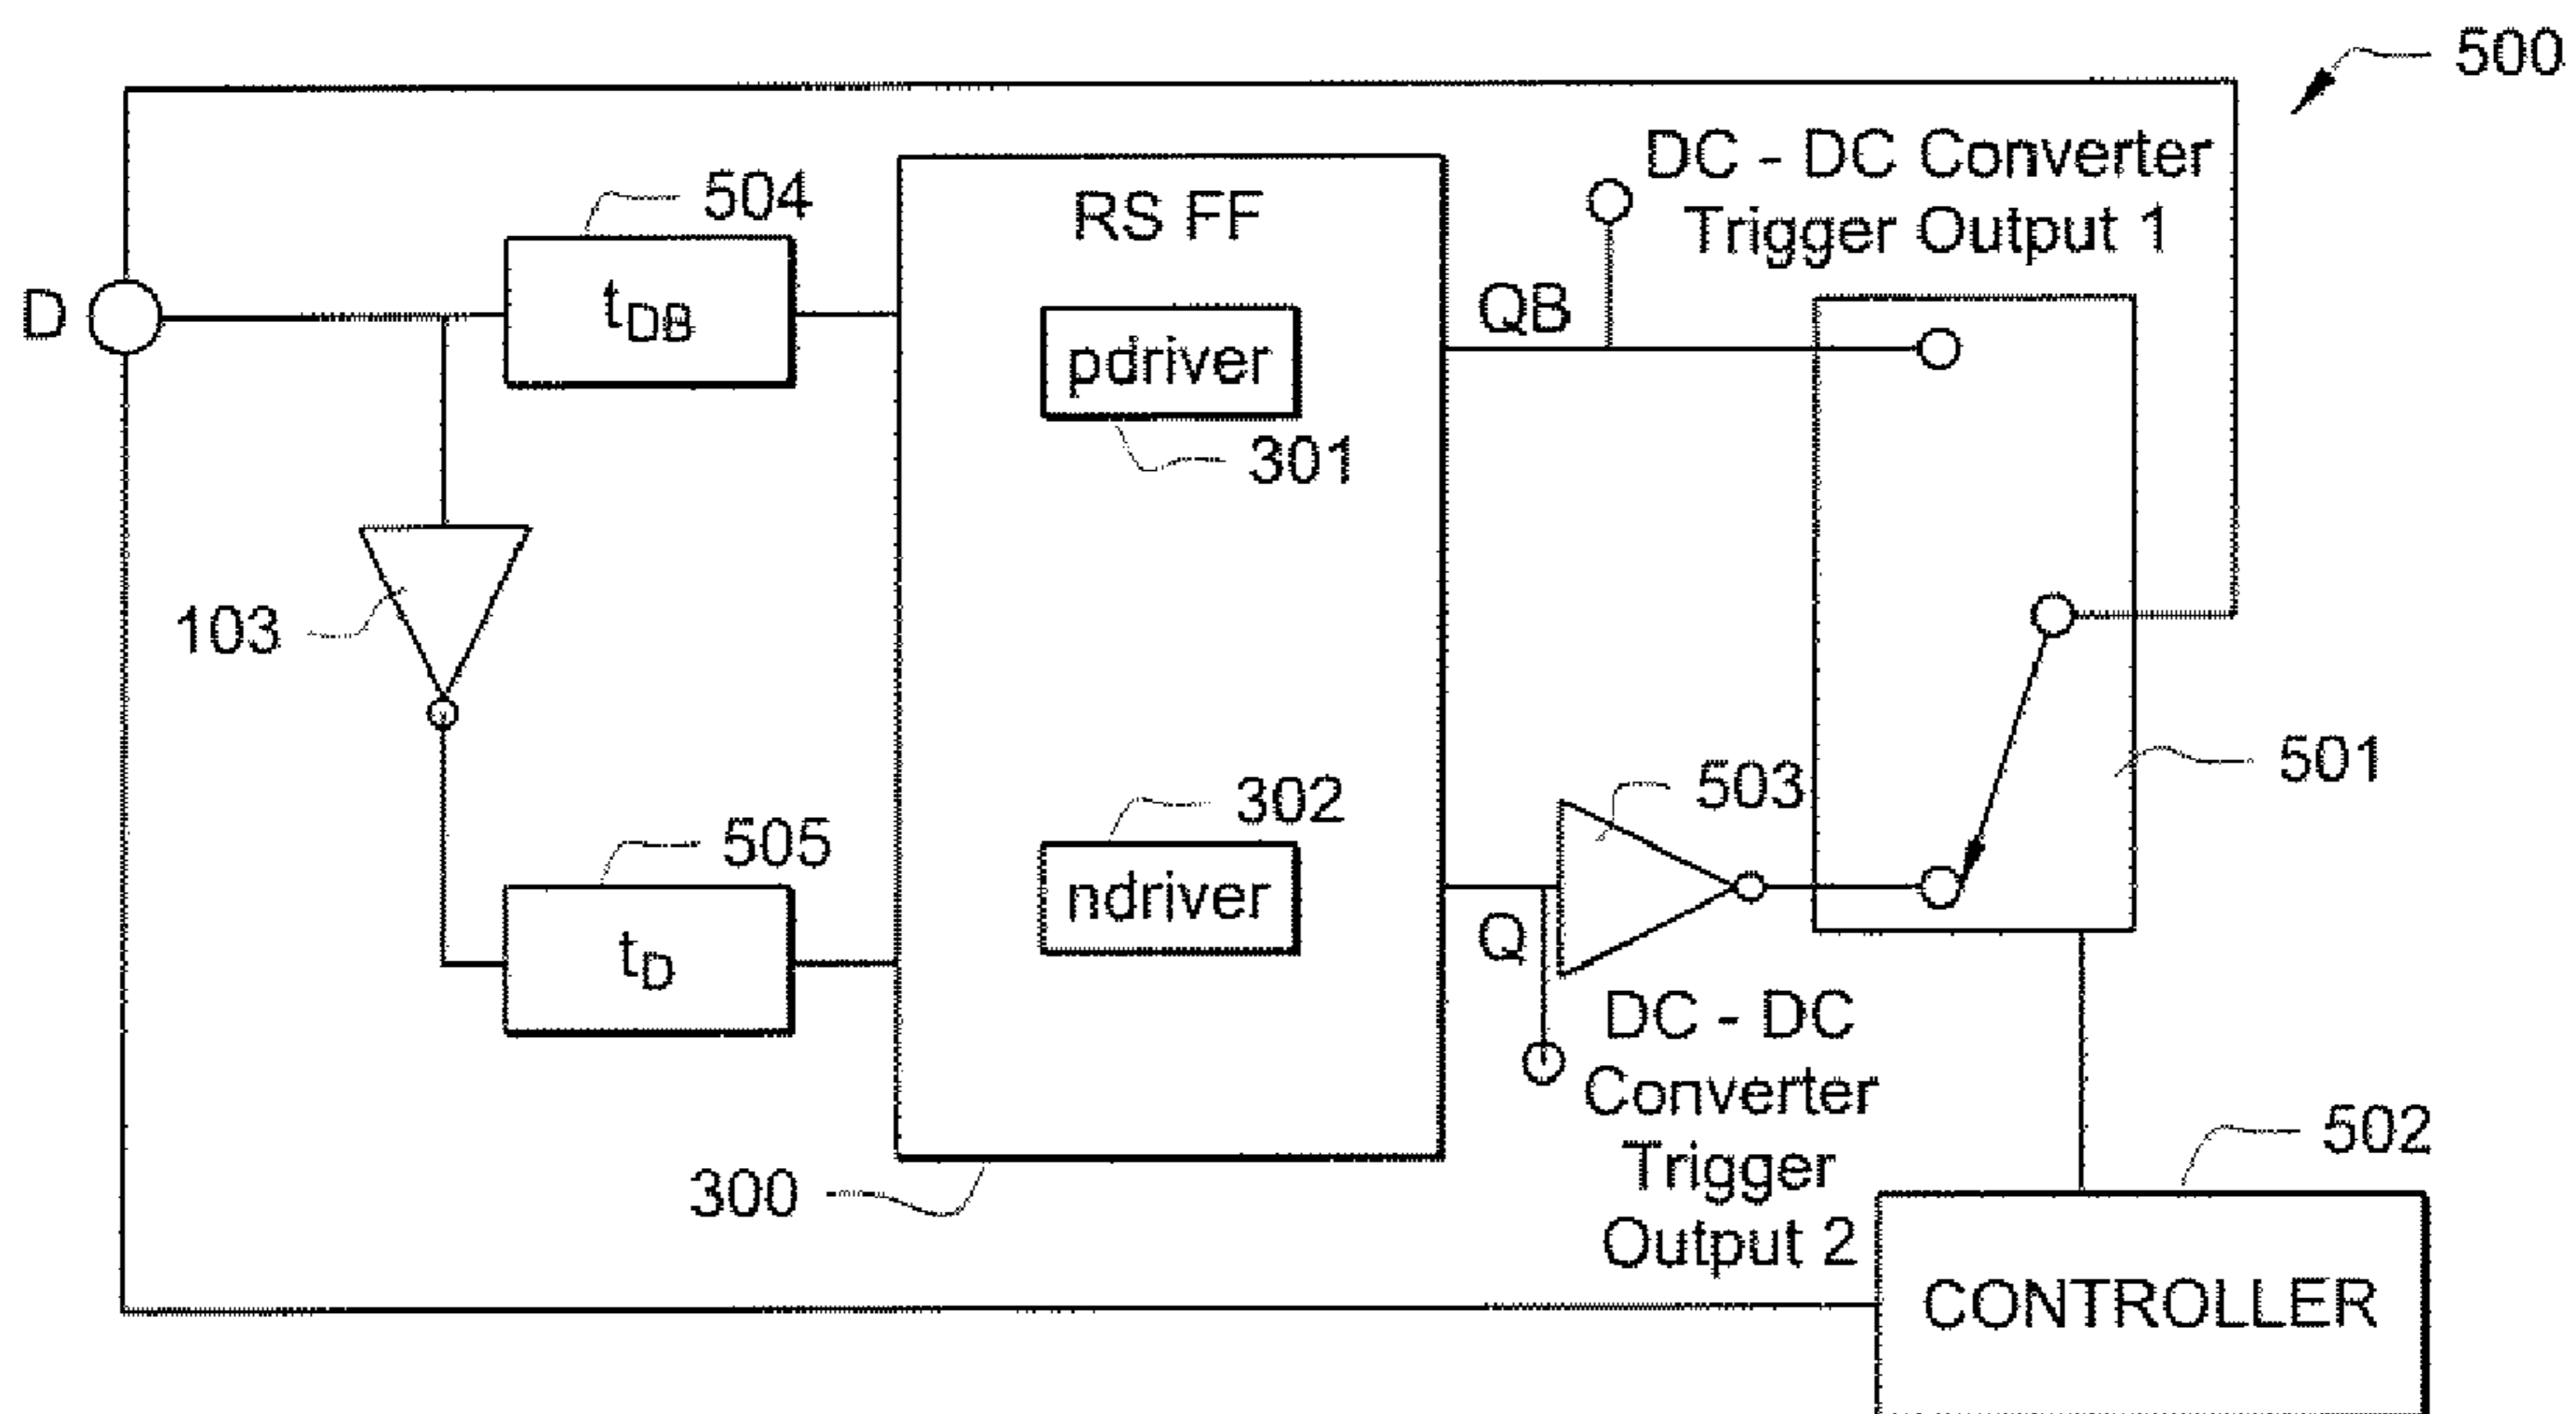 500
DC - DC Converter
Trigger Output 1
504
RS FF
D
tDB
QB
pdriver
301
103
501
503
302
505
ndriver
Q
tD
DC - DC
Converter
Trigger
Output 2
502
300
CONTROLLER